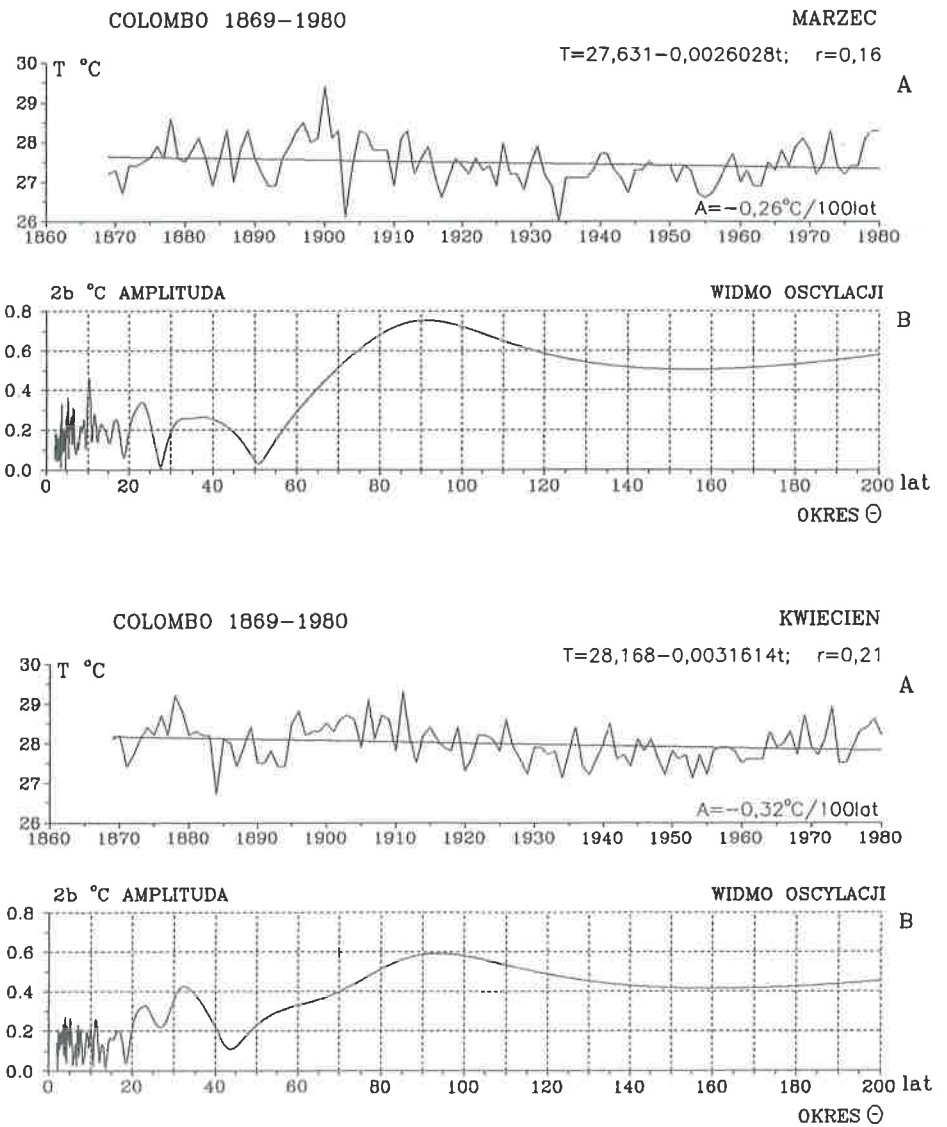 COLOMBO 1869–1980 MARZEC
T=27,631–0,0026028t; r=0,16
T °C A
30
29
28
27
26
A=–0,26°C/100lat
1860 1870 1880 1890 1900 1910 1920 1930 1940 1950 1960 1970 1980
2b °C AMPLITUDA WIDMO OSCYLACJI
B
0.8
0.6
0.4
0.2
0.0
0 20 40 60 80 100 120 140 160 180 200 lat
OKRES Θ
COLOMBO 1869–1980 KWIECIEN
T=28,168–0,0031614t; r=0,21
T °C A
30
29
28
27
26
A=–0,32°C/100lat
1860 1870 1880 1890 1900 1910 1920 1930 1940 1950 1960 1970 1980
2b °C AMPLITUDA WIDMO OSCYLACJI
B
0.8
0.6
0.4
0.2
0.0
0 20 40 60 80 100 120 140 160 180 200 lat
OKRES Θ